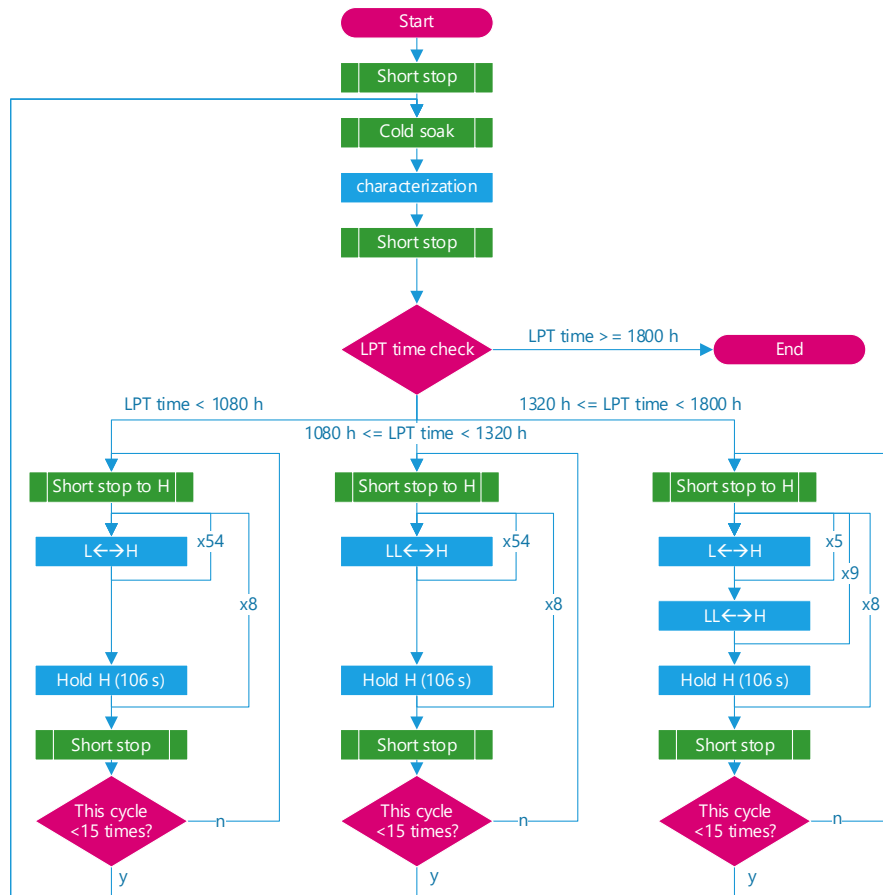 Start
Short stop
Cold soak
characterization
Short stop
LPT time check
LPT time >= 1800 h
End
LPT time < 1080 h
1080 h <= LPT time < 1320 h
1320 h <= LPT time < 1800 h
Short stop to H
L←→H
x54
x8
Hold H (106 s)
Short stop
This cycle
<15 times?
n
y
Short stop to H
LL←→H
x54
x8
Hold H (106 s)
Short stop
This cycle
<15 times?
n
y
Short stop to H
L←→H
x5
x9
x8
LL←→H
Hold H (106 s)
Short stop
This cycle
<15 times?
n
y